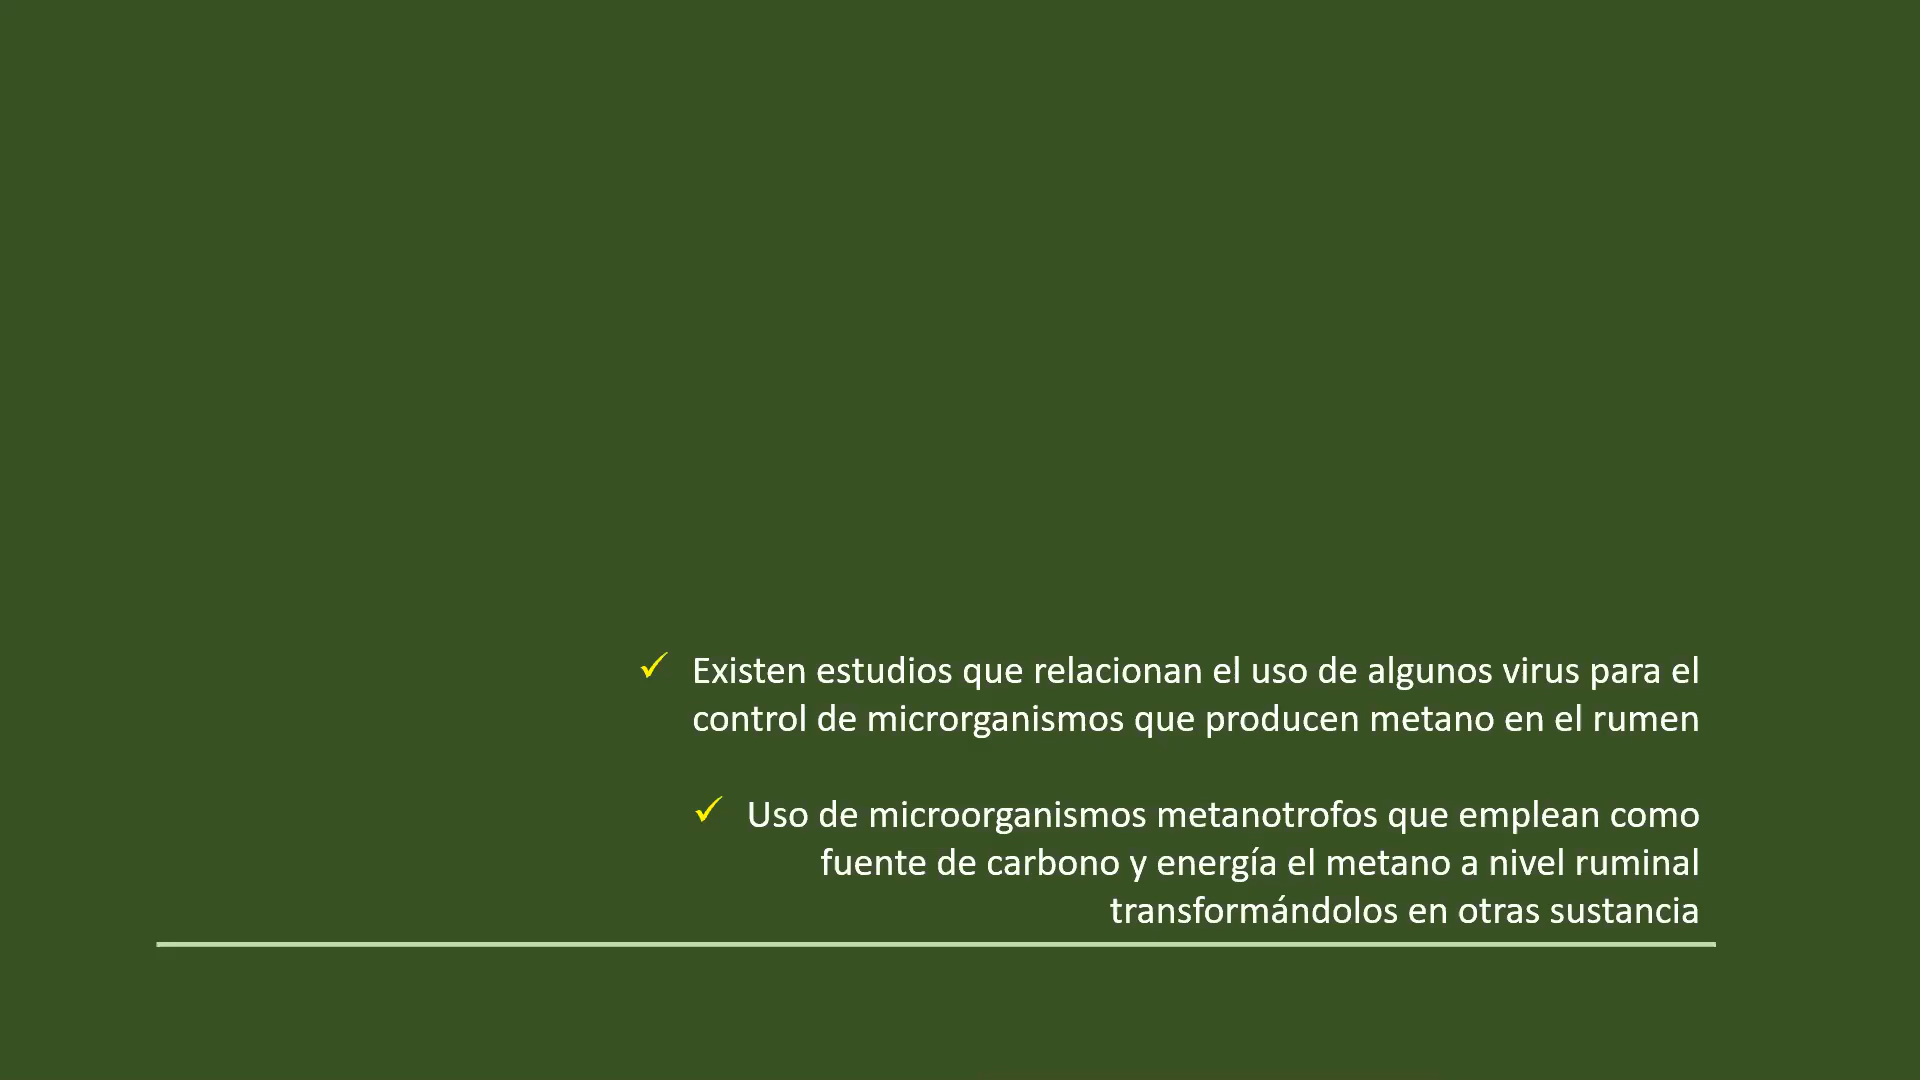 ✓ Existen estudios que relacionan el uso de algunos virus para el
control de microrganismos que producen metano en el rumen
✓ Uso de microorganismos metanotrofos que emplean como
fuente de carbono y energía el metano a nivel ruminal
transformándolos en otras sustancia